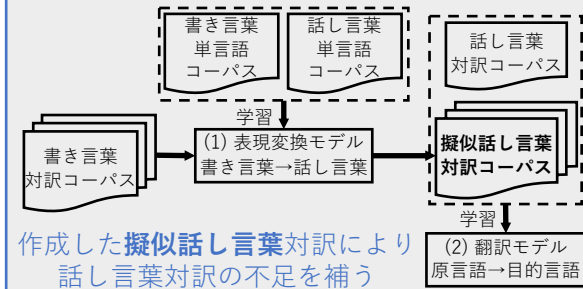 書き言葉
単言語
コーパス
話し言葉
単言語
コーパス
話し言葉
対訳コーパス
学習
書き言葉
対訳コーパス
(1) 表現変換モデル
書き言葉→話し言葉
擬似話し言葉
対訳コーパス
学習
作成した擬似話し言葉対訳により
話し言葉対訳の不足を補う
(2) 翻訳モデル
原言語→目的言語